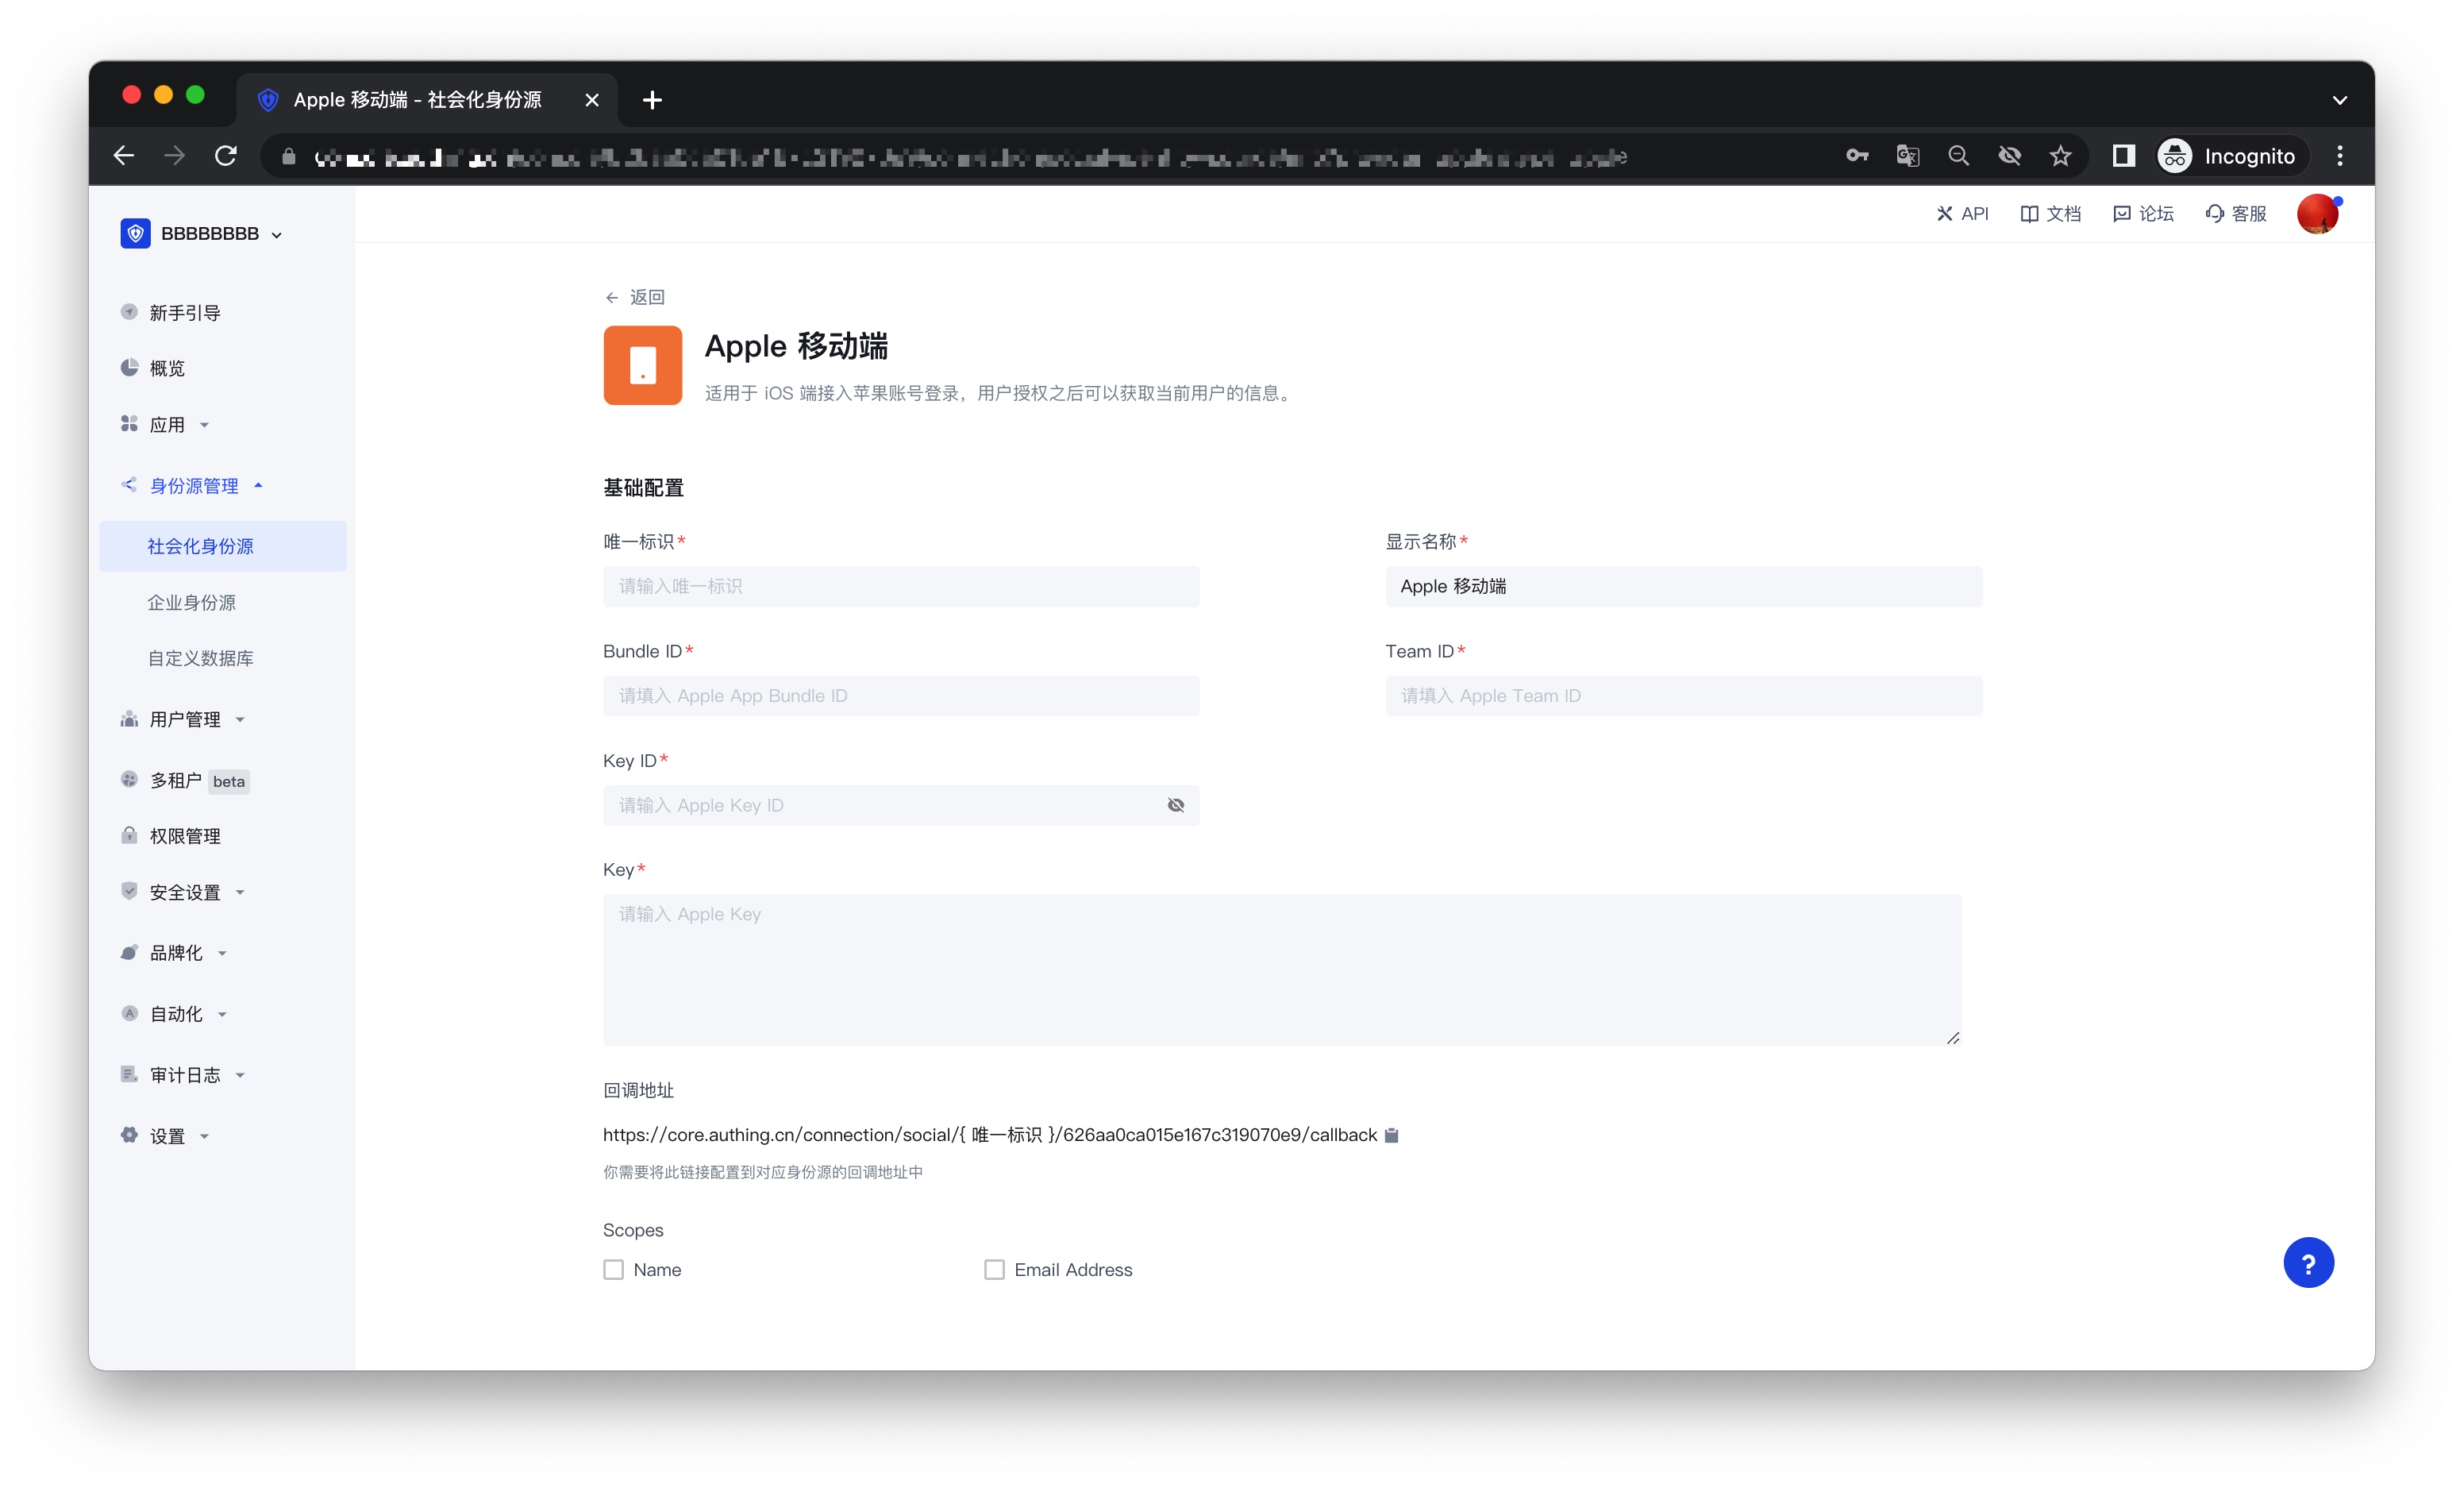 Apple 移动端 - 社会化身份源
Incognito
BBBBBBBB
API
文档
论坛
客服
新手引导
概览
应用
身份源管理
社会化身份源
企业身份源
自定义数据库
用户管理
多租户 beta
权限管理
安全设置
品牌化
自动化
审计日志
设置
返回
Apple 移动端
适用于 iOS 端接入苹果账号登录，用户授权之后可以获取当前用户的信息。
基础配置
唯一标识*
显示名称*
请输入唯一标识
Apple 移动端
Bundle ID*
Team ID*
请填入 Apple App Bundle ID
请填入 Apple Team ID
Key ID*
请输入 Apple Key ID
Key*
请输入 Apple Key
回调地址
https://core.authing.cn/connection/social/{ 唯一标识 }/626aa0ca015e167c319070e9/callback
你需要将此链接配置到对应身份源的回调地址中
Scopes
Name
Email Address
?